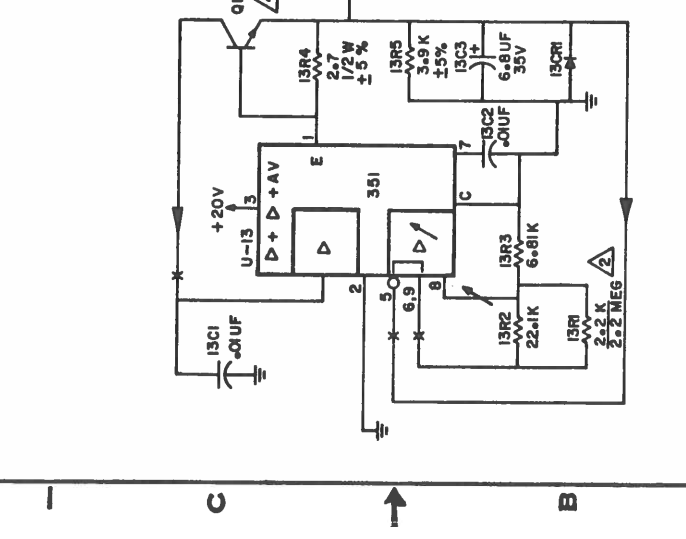 13R4
2.7
1/2 W
±5%
13R5
3.9K
±5%
13C3
+
6.8UF
35V
13CR1
1
E
7
13C2
.01UF
+20V
3
U-13
+
+ AV
351
C
2
5
6,9
8
13R3
6.81K
2
13C1
.01UF
13R2
22.1K
13R1
2.2K
2.2 MEG
C
B